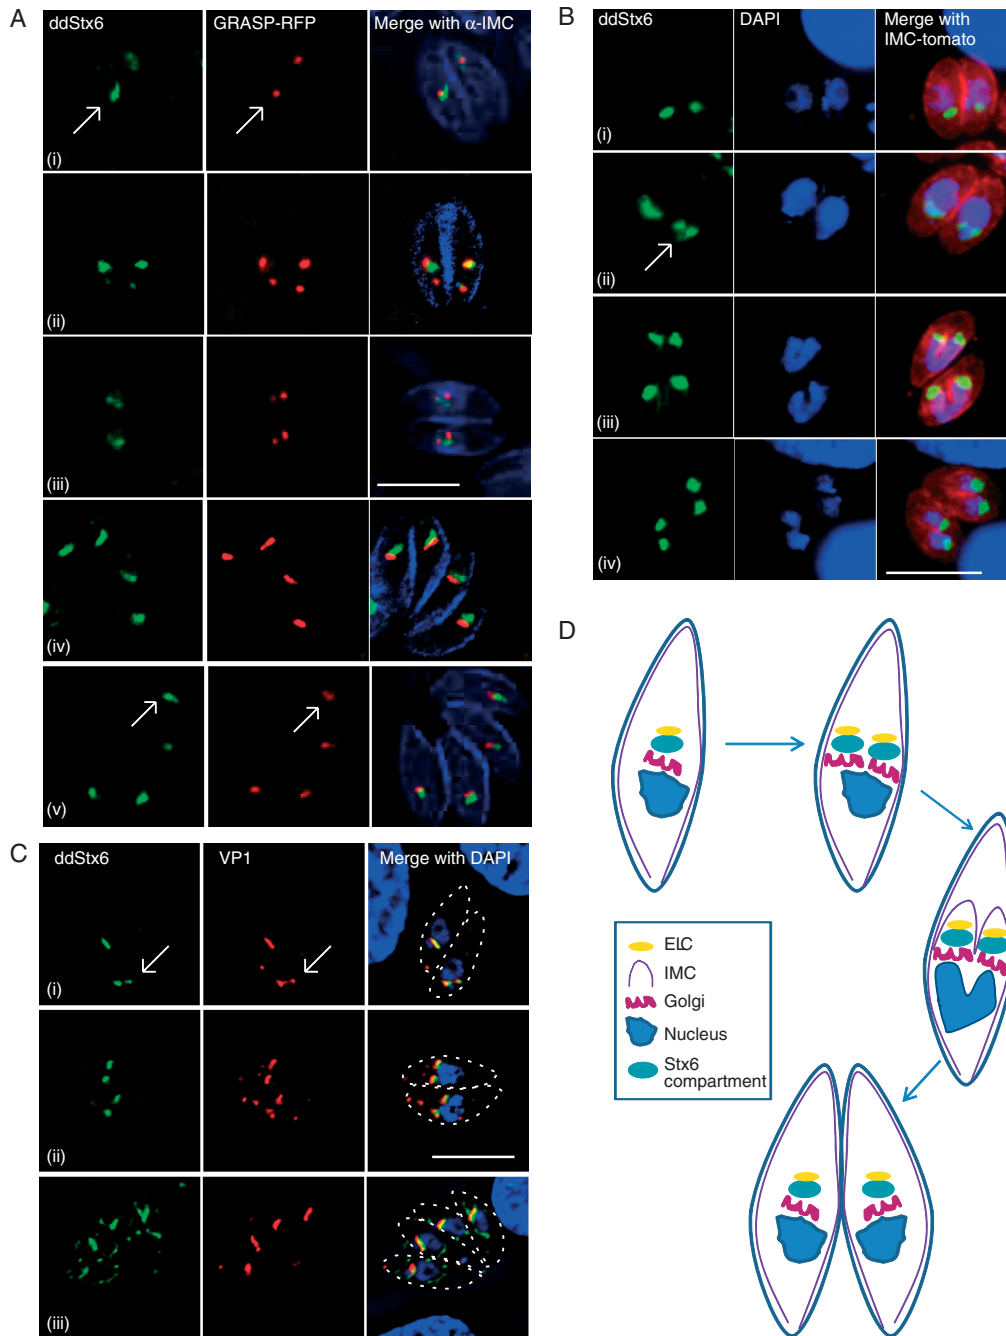 A
ddStx6
GRASP-RFP
Merge with α-IMC
(i)
(ii)
(iii)
(iv)
(v)
B
ddStx6
DAPI
Merge with
IMC-tomato
(i)
(ii)
(iii)
(iv)
C
ddStx6
VP1
Merge with DAPI
(i)
(ii)
(iii)
D
ELC
IMC
Golgi
Nucleus
Stx6
compartment